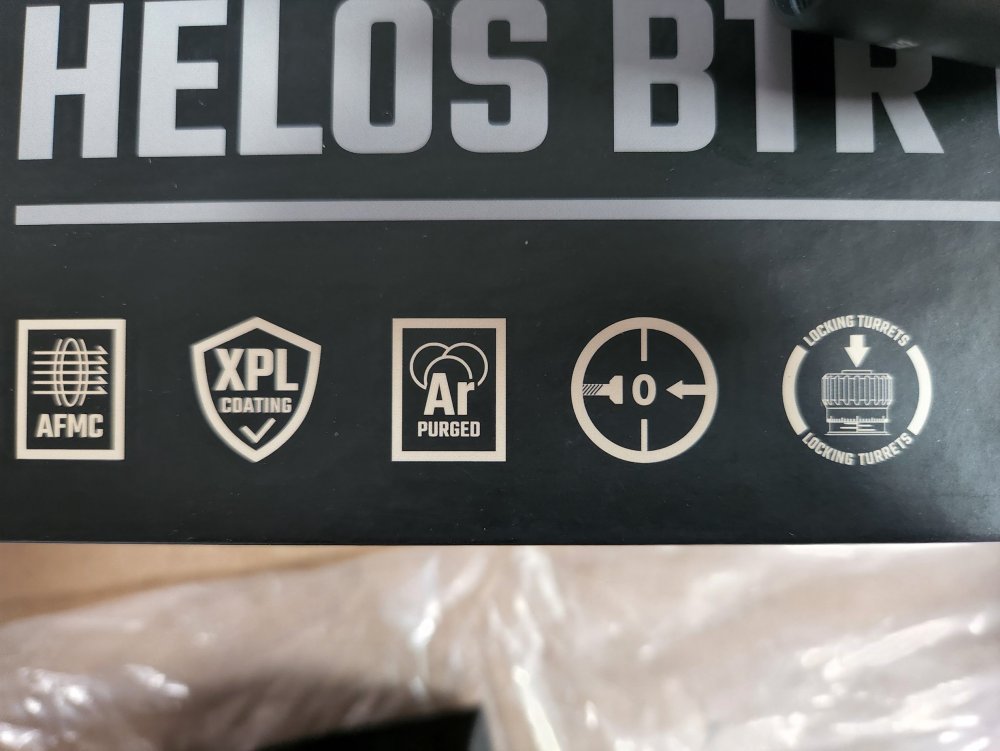 HELOS BTR
AFMC
XPL
COATING
Ar
PURGED
0
LOCKING TURRETS
LOCKING TURRETS